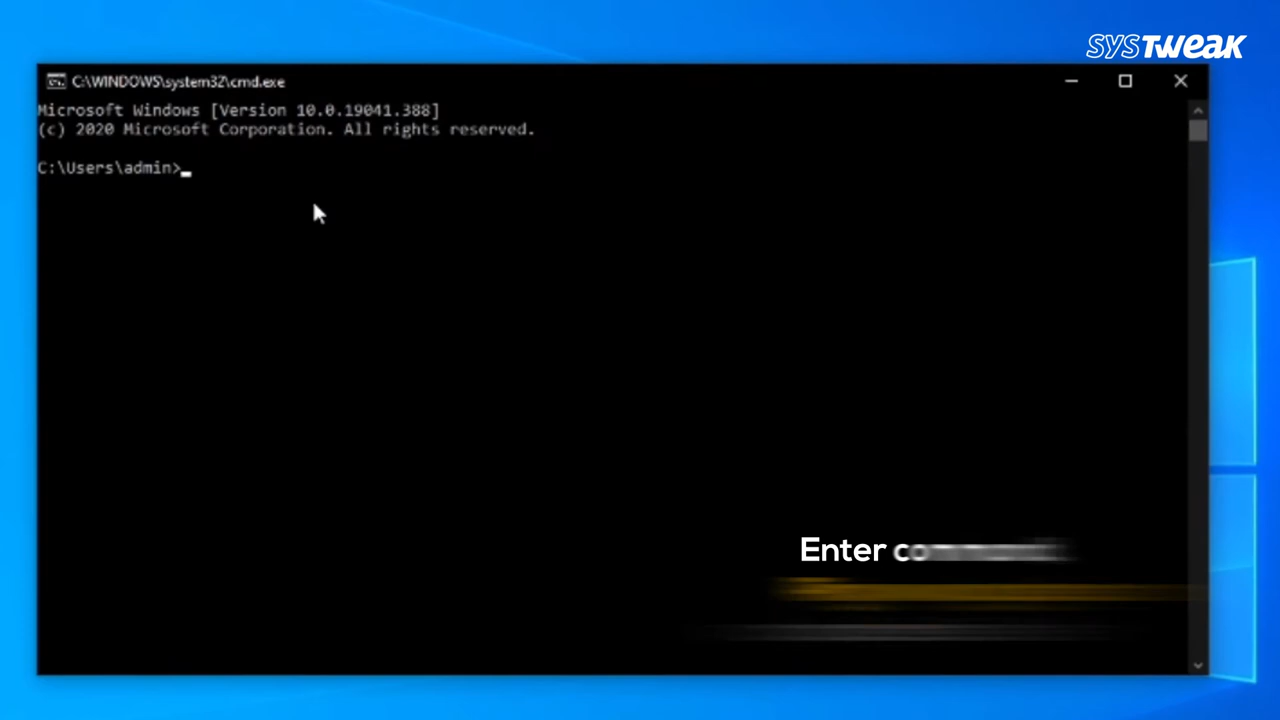 SYSTWEAK
C:\WINDOWS\system32\cmd.exe
Microsoft Windows [Version 10.0.19041.388]
(c) 2020 Microsoft Corporation. All rights reserved.
C:\Users\admin>
Enter